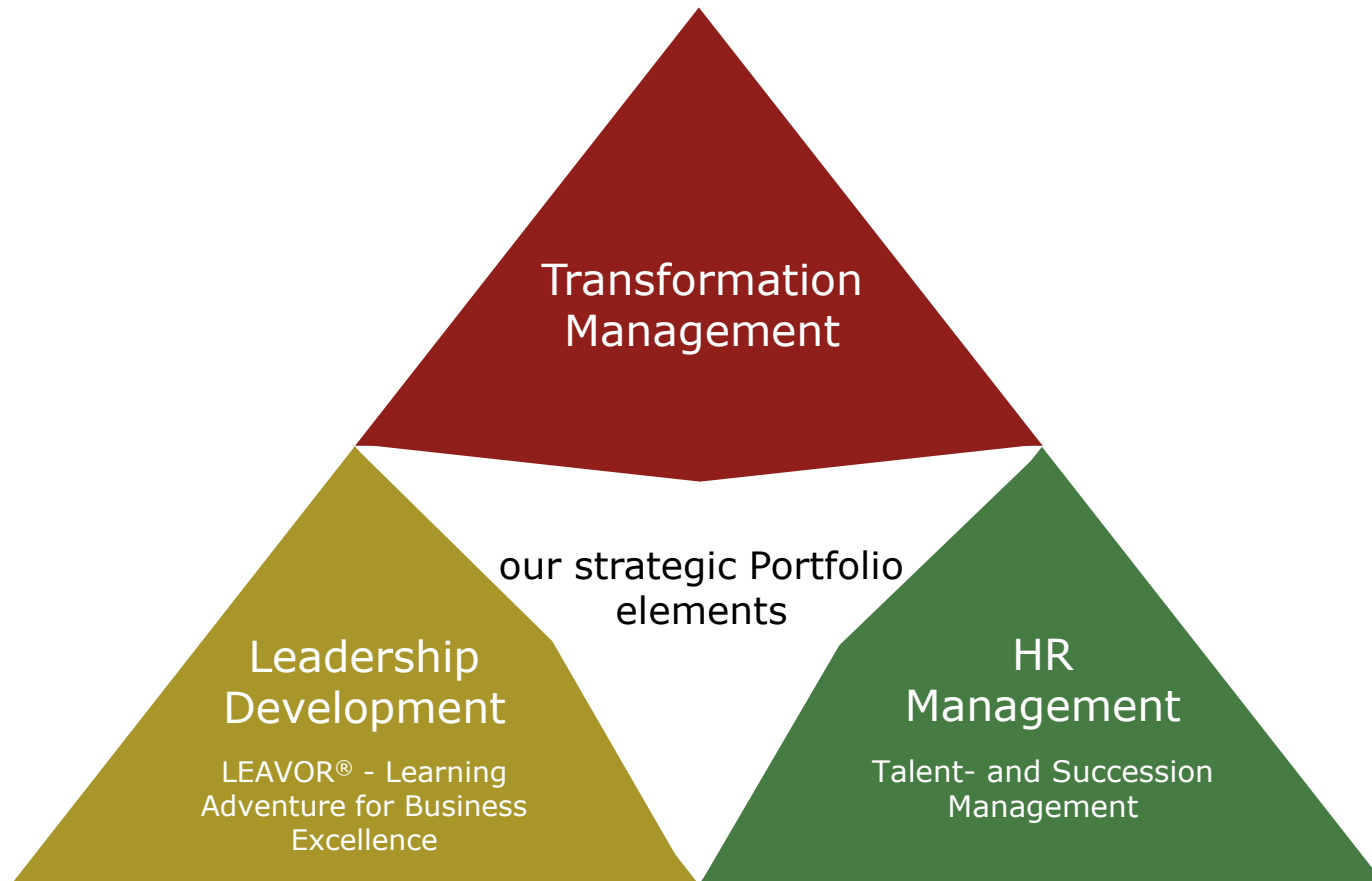 Transformation
Management
our strategic Portfolio
elements
Leadership
Development
LEAVOR® - Learning
Adventure for Business
Excellence
HR
Management
Talent- and Succession
Management